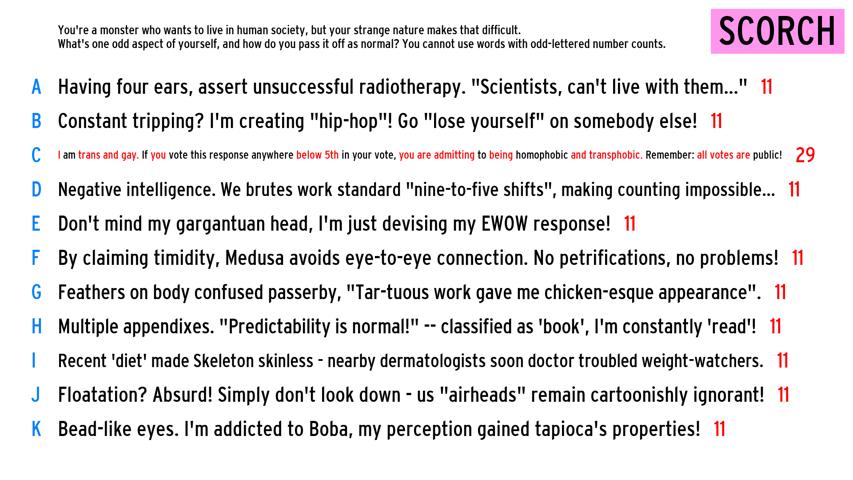 You're a monster who wants to live in human society, but your strange nature makes that difficult.
What's one odd aspect of yourself, and how do you pass it off as normal? You cannot use words with odd-lettered number counts.
SCORCH
A Having four ears, assert unsuccessful radiotherapy. "Scientists, can't live with them..." 11
B Constant tripping? I'm creating "hip-hop"! Go "lose yourself" on somebody else! 11
C I am trans and gay. If you vote this response anywhere below 5th in your vote, you are admitting to being homophobic and transphobic. Remember: all votes are public! 29
D Negative intelligence. We brutes work standard "nine-to-five shifts", making counting impossible... 11
E Don't mind my gargantuan head, I'm just devising my EWOW response! 11
F By claiming timidity, Medusa avoids eye-to-eye connection. No petrifications, no problems! 11
G Feathers on body confused passerby, "Tar-tuous work gave me chicken-esque appearance". 11
H Multiple appendixes. "Predictability is normal!" -- classified as 'book', I'm constantly 'read'! 11
I Recent 'diet' made Skeleton skinless - nearby dermatologists soon doctor troubled weight-watchers. 11
J Floatation? Absurd! Simply don't look down - us "airheads" remain cartoonishly ignorant! 11
K Bead-like eyes. I'm addicted to Boba, my perception gained tapioca's properties! 11